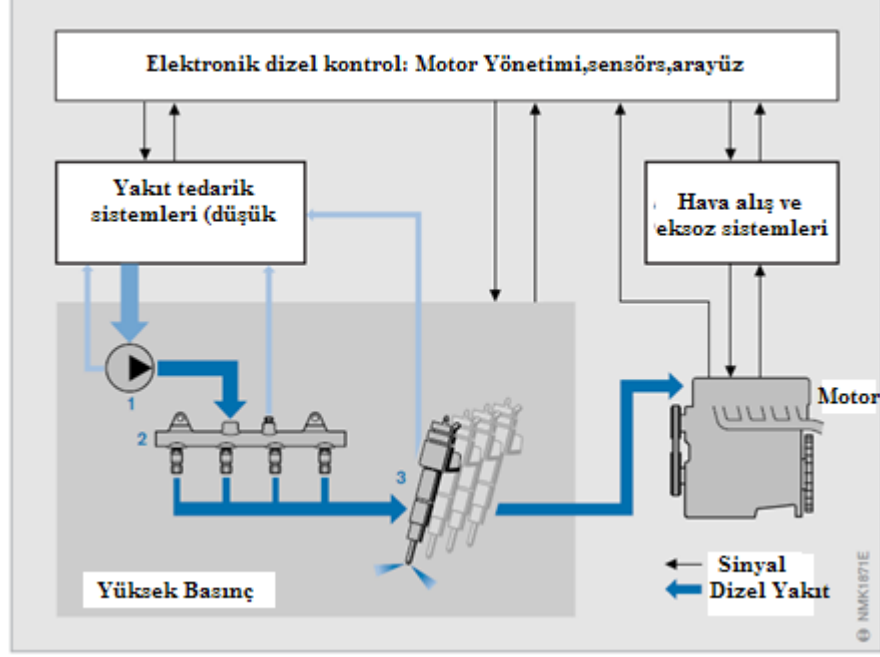 Elektronik dizel kontrol: Motor Yönetimi,sensörs,arayüz
Yakıt tedarik
sistemleri (düşük
Hava alış ve
eksoz sistemleri
1
2
3
Motor
Yüksek Basınç
Sinyal
Dizel Yakıt
© NMK1871E